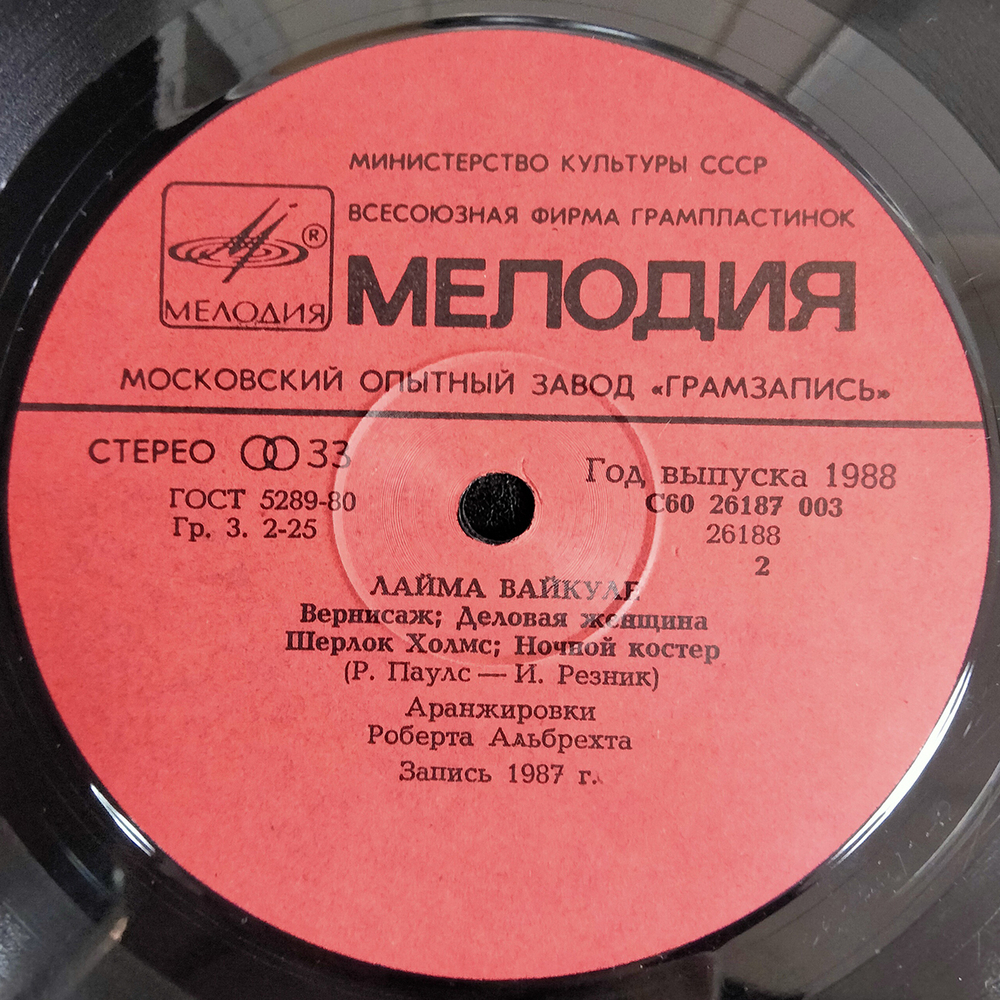 МИНИСТЕРСТВО КУЛЬТУРЫ СССР
ВСЕСОЮЗНАЯ ФИРМА ГРАМПЛАСТИНОК
®
МЕЛОДИЯ
МЕЛОДИЯ
МОСКОВСКИЙ ОПЫТНЫЙ ЗАВОД «ГРАМЗАПИСЬ»
СТЕРЕО 33
ГОСТ 5289-80
Гр. 3. 2-25
Год выпуска 1988
С60 26187 003
26188
2
ЛАЙМА ВАЙКУЛЕ
Вернисаж; Деловая женщина
Шерлок Холмс; Ночной костер
(Р. Паулс — И. Резник)
Аранжировки
Роберта Альбрехта
Запись 1987 г.